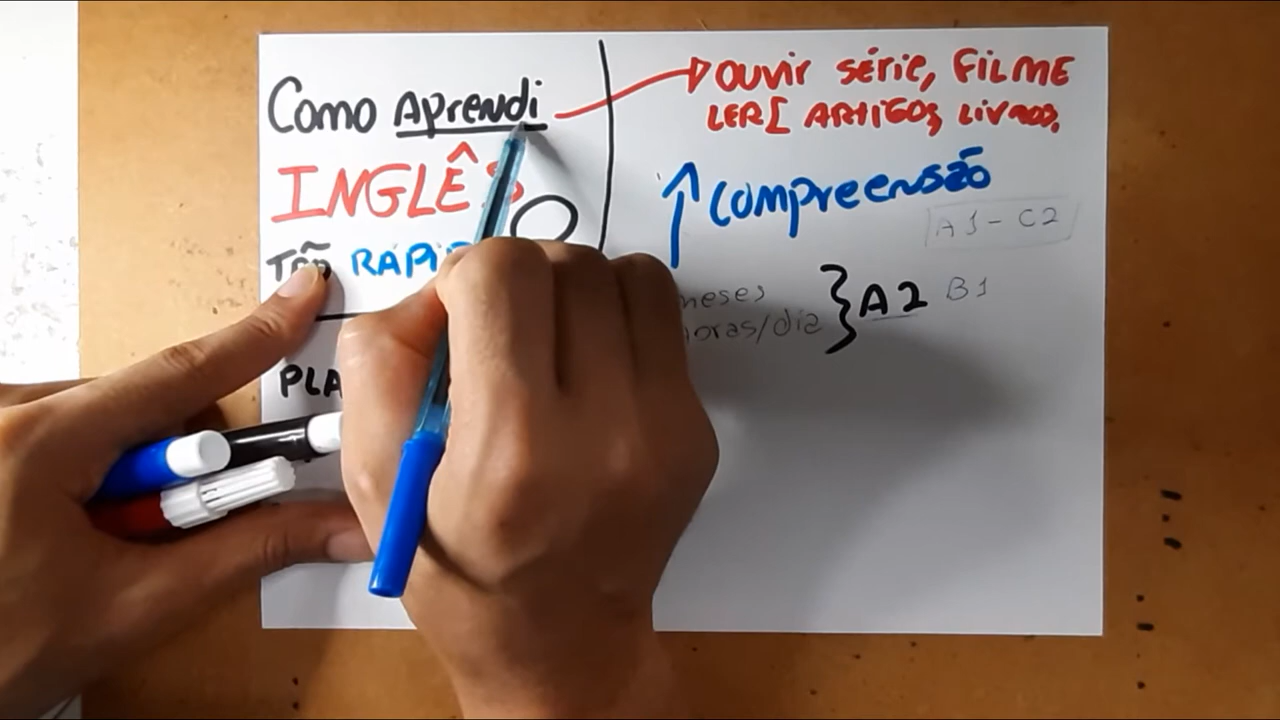 Como Aprendi
INGLÊS
TÃO RÁPID
PLA
OUVIR SÉRIE, FILME
LER[ ARTIGOS, LIVROS.
↑ COMPREENSÃO
A1-C2
meses
horas/dia } A2 B1